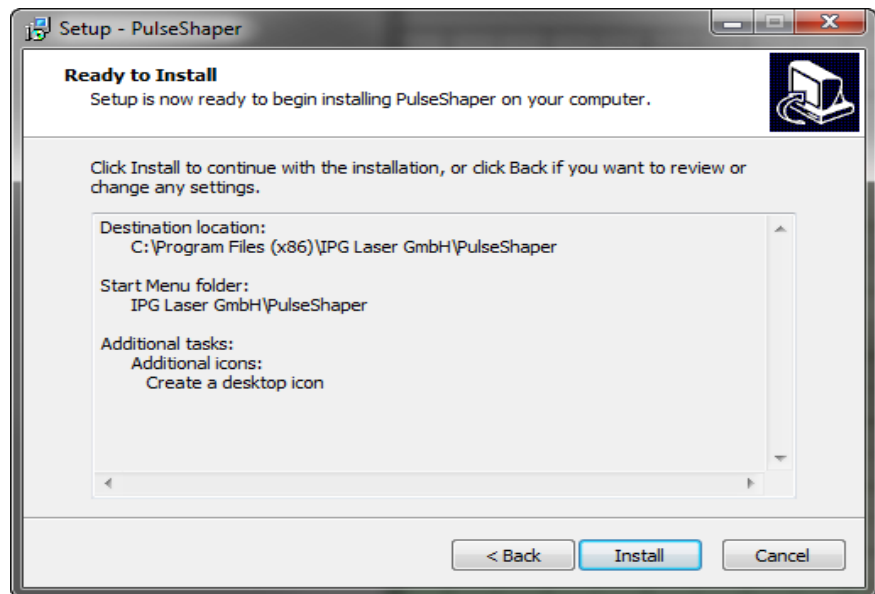 Setup - PulseShaper
Ready to Install
Setup is now ready to begin installing PulseShaper on your computer.
Click Install to continue with the installation, or click Back if you want to review or
change any settings.
Destination location:
C:\Program Files (x86)\IPG Laser GmbH\PulseShaper
Start Menu folder:
IPG Laser GmbH\PulseShaper
Additional tasks:
Additional icons:
Create a desktop icon
< Back
Install
Cancel